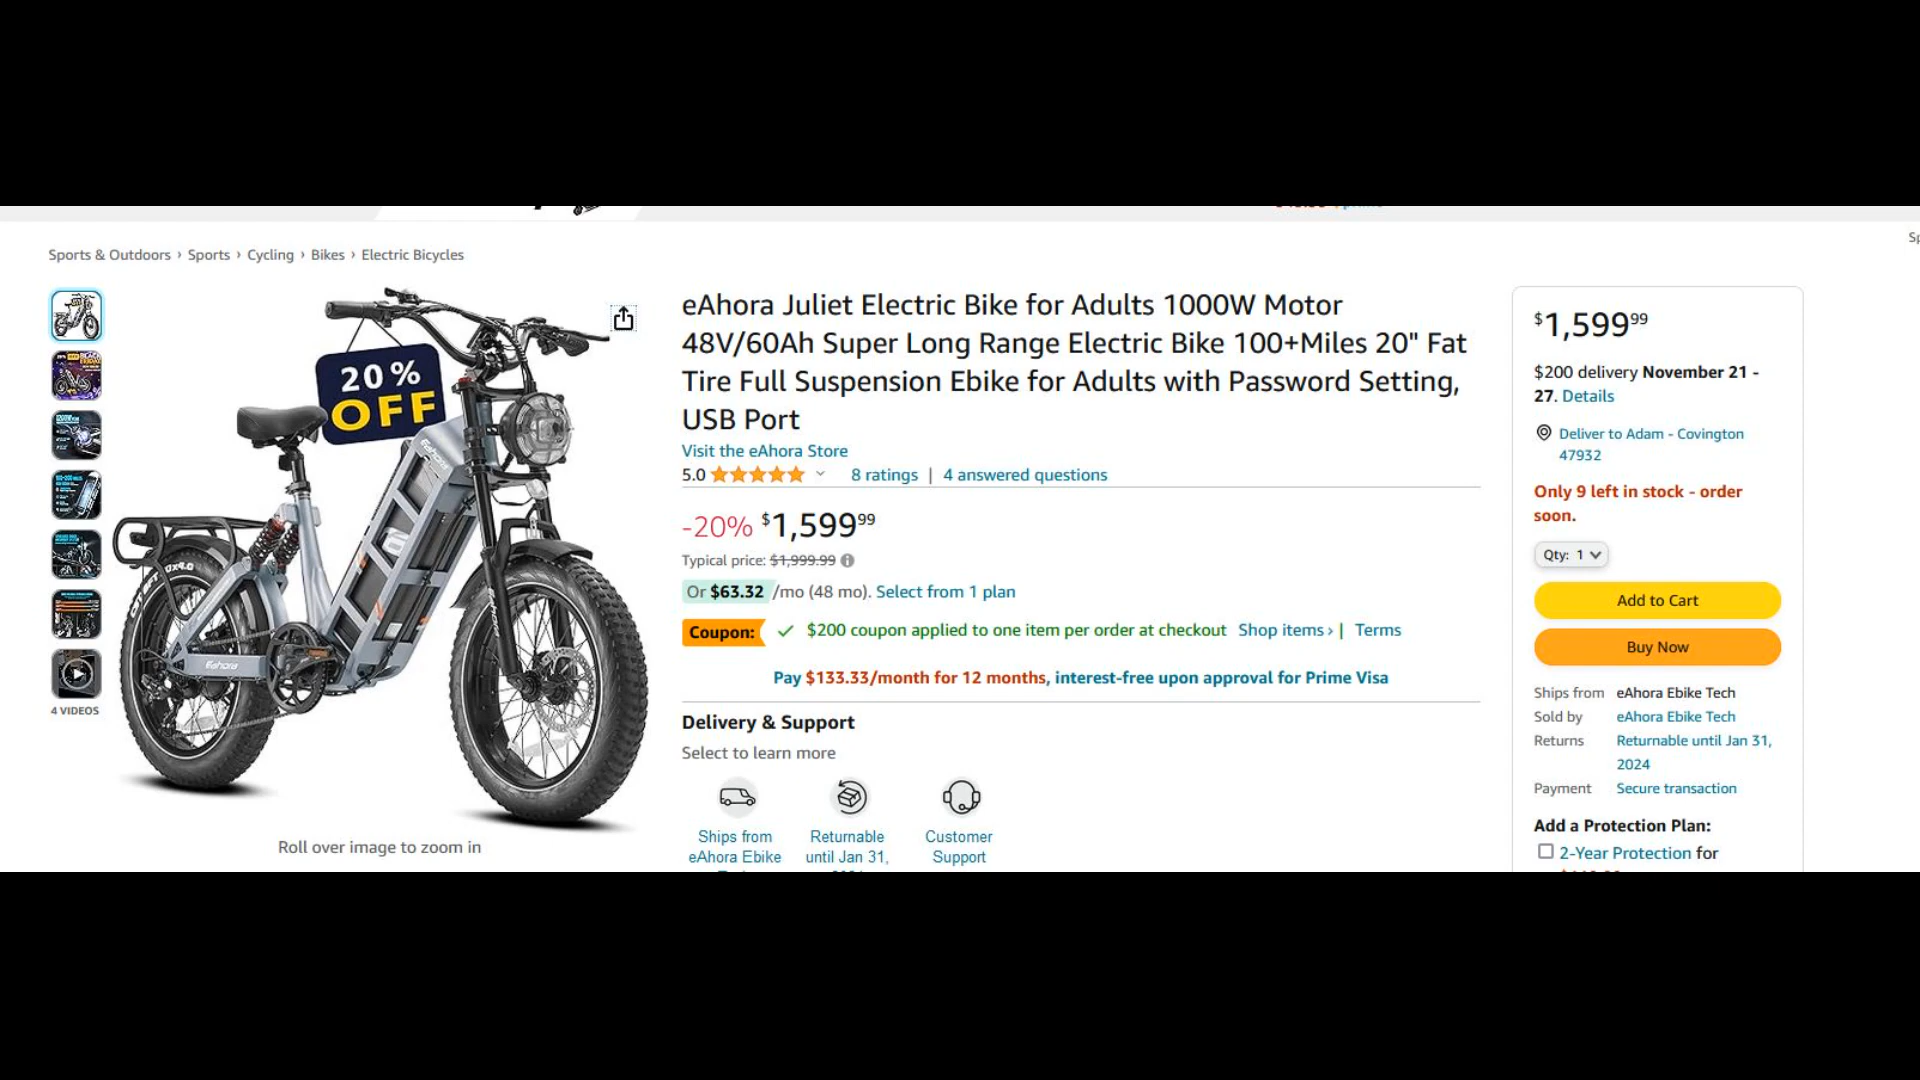 Sports & Outdoors › Sports › Cycling › Bikes › Electric Bicycles
20%
OFF
eahora
Eahora
4 VIDEOS
Roll over image to zoom in
eAhora Juliet Electric Bike for Adults 1000W Motor
48V/60Ah Super Long Range Electric Bike 100+Miles 20" Fat
Tire Full Suspension Ebike for Adults with Password Setting,
USB Port
Visit the eAhora Store
5.0 8 ratings | 4 answered questions
-20% $1,59999
Typical price: $1,999.99
Or $63.32 /mo (48 mo). Select from 1 plan
Coupon: $200 coupon applied to one item per order at checkout Shop items › | Terms
Pay $133.33/month for 12 months, interest-free upon approval for Prime Visa
Delivery & Support
Select to learn more
Ships from
eAhora Ebike
Returnable
until Jan 31,
Customer
Support
$1,59999
$200 delivery November 21 -
27. Details
Deliver to Adam - Covington
47932
Only 9 left in stock - order
soon.
Qty: 1
Add to Cart
Buy Now
Ships from eAhora Ebike Tech
Sold by eAhora Ebike Tech
Returns Returnable until Jan 31,
2024
Payment Secure transaction
Add a Protection Plan:
2-Year Protection for